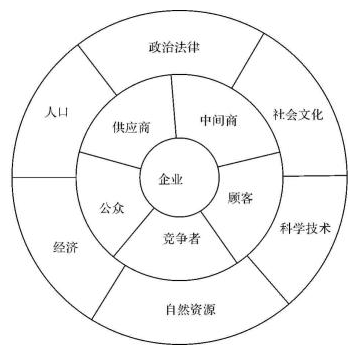 政治法律
人口
社会文化
供应商
中间商
企业
公众
顾客
竞争者
经济
科学技术
自然资源